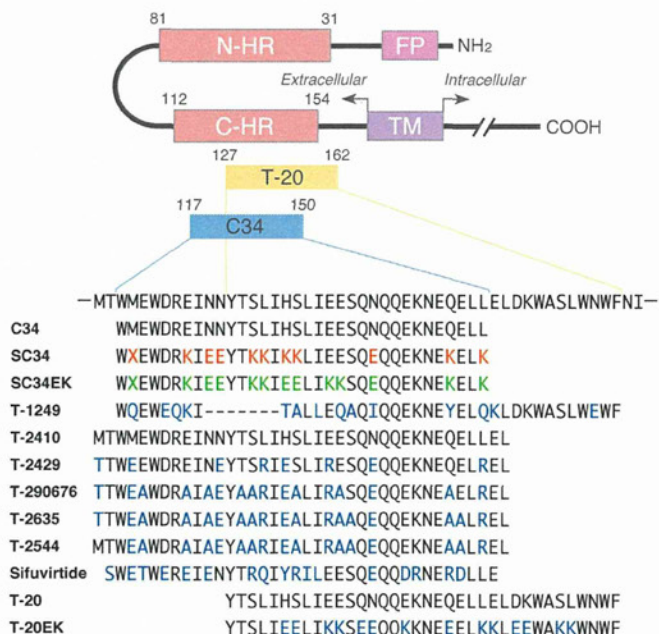 81 31
N-HR FP NH2
Extracellular Intracellular
112 154
C-HR TM COOH
127 162
T-20
117 150
C34
—MTWMEWDREINNYTSLIHSLIEESQNQQEKNEQELLELDKWASLWNWFNI—
C34 WMEWDREINNYTSLIHSLIEESQNQQEKNEQELL
SC34 WXEWDRKIEEYTKKIKKLIEESQEQQEKNEKELK
SC34EK WXEWDRKIEEYTKKIEELIKKSQEQQEKNEKELK
T-1249 WQEWEQKI-------TALLEQAQIQQEKNEYELQKLDKWASLWEWF
T-2410 MTWMEWDREINNYTSLIHSLIEESQNQQEKNEQELLEL
T-2429 TTWEEWDREINEYTSRIESLIRESQEQQEKNEQELREL
T-290676 TTWEAWDRAIAEYAARIEALIRASQEQQEKNEAELREL
T-2635 TTWEAWDRAIAEYAARIEALIRAAQEQQEKNEAALREL
T-2544 MTWEAWDRAIAEYAARIEALIRAAQEQQEKNEAALREL
Sifuvirtide SWETWEREIENYTRQIYRILEESQEQQDRNERDLLE
T-20 YTSLIHSLIEESQNQQEKNEQELLELDKWASLWNWF
T-20EK YTSLIEELIKKSEEQQKKNEEELKKLEEWAKKWNWF